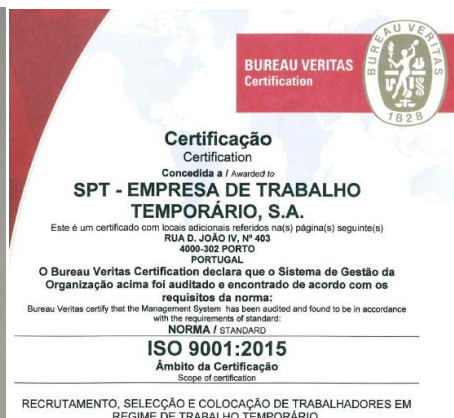 BUREAU VERITAS
Certification
BUREAU VERITAS
1828
Certificação
Certification
Concedida a / Awarded to
SPT - EMPRESA DE TRABALHO
TEMPORÁRIO, S.A.
Este é um certificado com locais adicionais referidos na(s) página(s) seguinte(s)
RUA D. JOÃO IV, Nº 403
4000-302 PORTO
PORTUGAL
O Bureau Veritas Certification declara que o Sistema de Gestão da
Organização acima foi auditado e encontrado de acordo com os
requisitos da norma:
Bureau Veritas certify that the Management System has been audited and found to be in accordance
with the requirements of standard:
NORMA / STANDARD
ISO 9001:2015
Âmbito da Certificação
Scope of certification
RECRUTAMENTO, SELECÇÃO E COLOCAÇÃO DE TRABALHADORES EM
REGIME DE TRABALHO TEMPORÁRIO